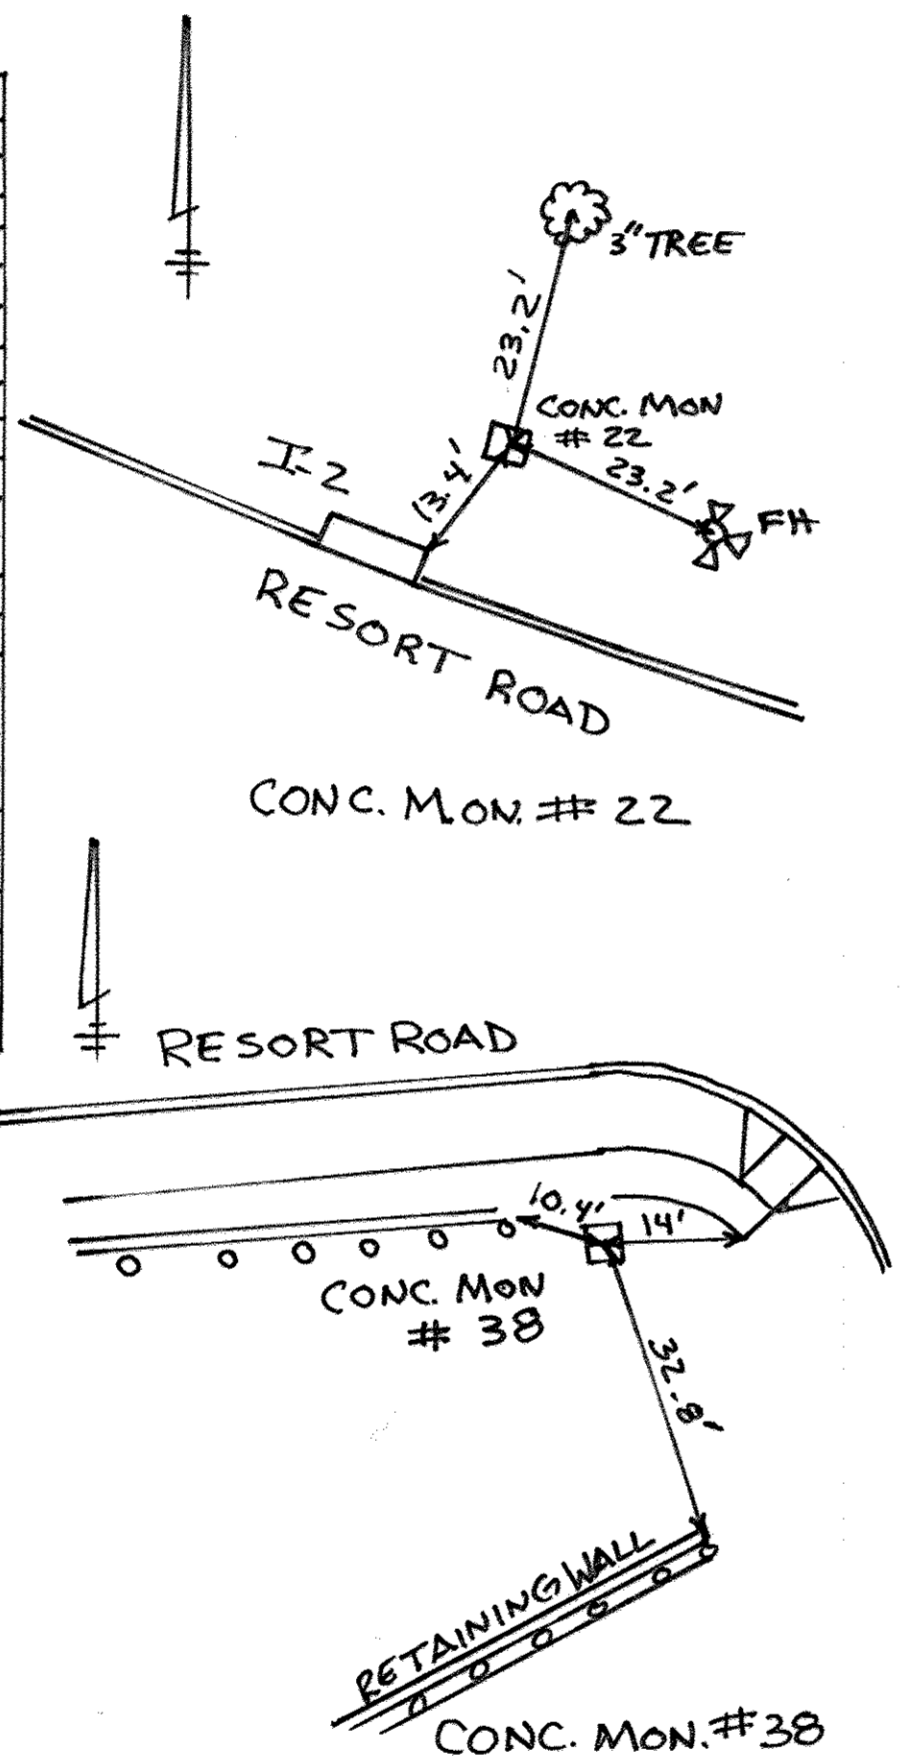 3" TREE
23.2'
CONC. MON
# 22
I-2
13.4'
23.2'
FH
RESORT ROAD
CONC. MON. # 22
RESORT ROAD
10.4'
14'
CONC. MON
# 38
32.8'
RETAINING WALL
CONC. MON. #38